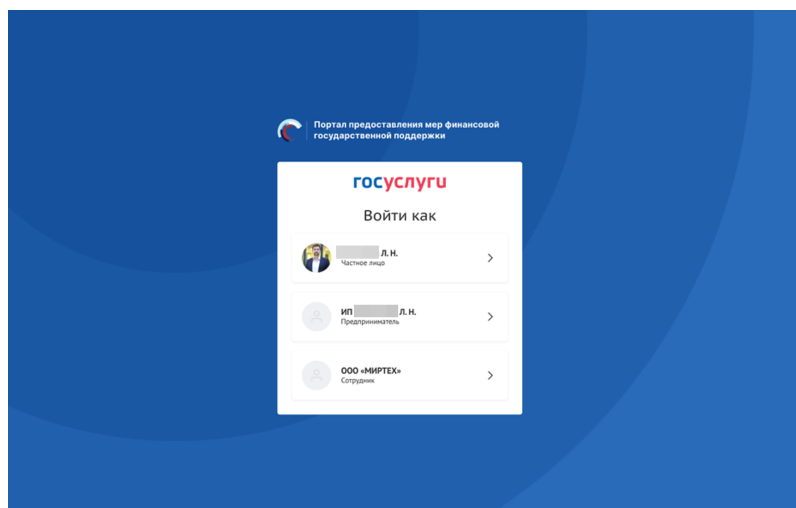 Портал предоставления мер финансовой
государственной поддержки
госуслуги
Войти как
Л. Н.
Частное лицо
ИП Л. Н.
Предприниматель
ООО «МИРТЕХ»
Сотрудник